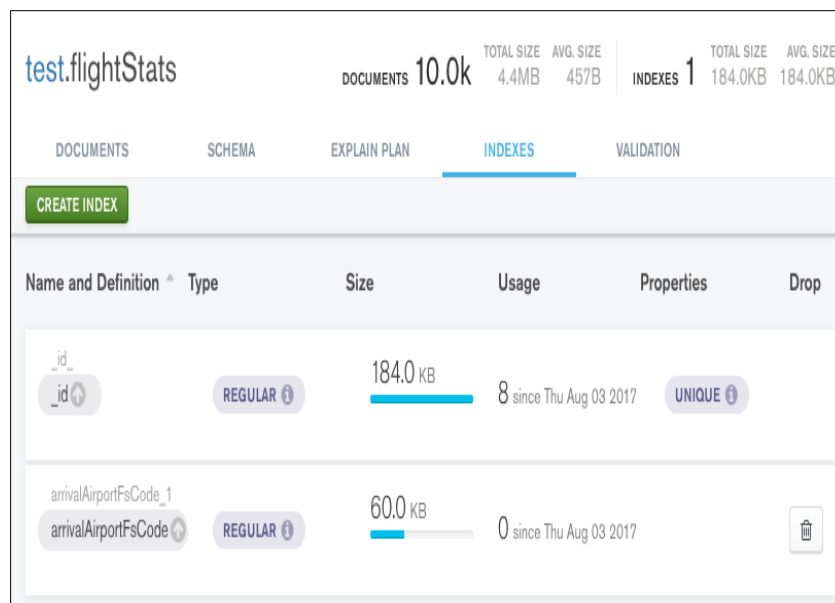 test.flightStats
DOCUMENTS 10.0k TOTAL SIZE 4.4MB AVG. SIZE 457B INDEXES 1 TOTAL SIZE 184.0KB AVG. SIZE 184.0KB
DOCUMENTS SCHEMA EXPLAIN PLAN INDEXES VALIDATION
CREATE INDEX
Name and Definition Type Size Usage Properties Drop
_id_
_id REGULAR 184.0 KB 8 since Thu Aug 03 2017 UNIQUE
arrivalAirportFsCode_1
arrivalAirportFsCode REGULAR 60.0 KB 0 since Thu Aug 03 2017